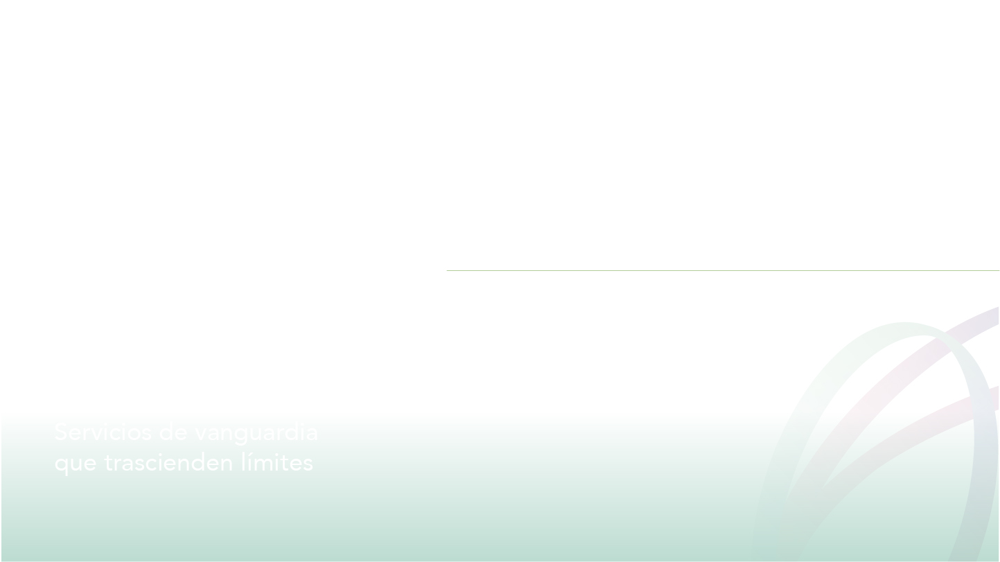 Servicios de vanguardia
que trascienden límites